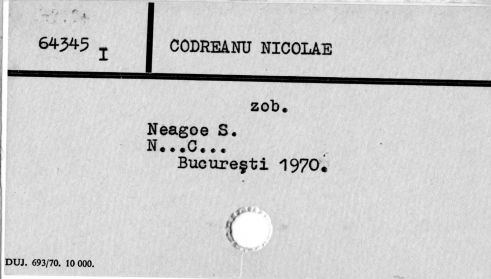 64345 I
CODREANU NICOLAE
zob.
Neagoe S.
N...C...
București 1970.
DUJ. 693/70. 10 000.